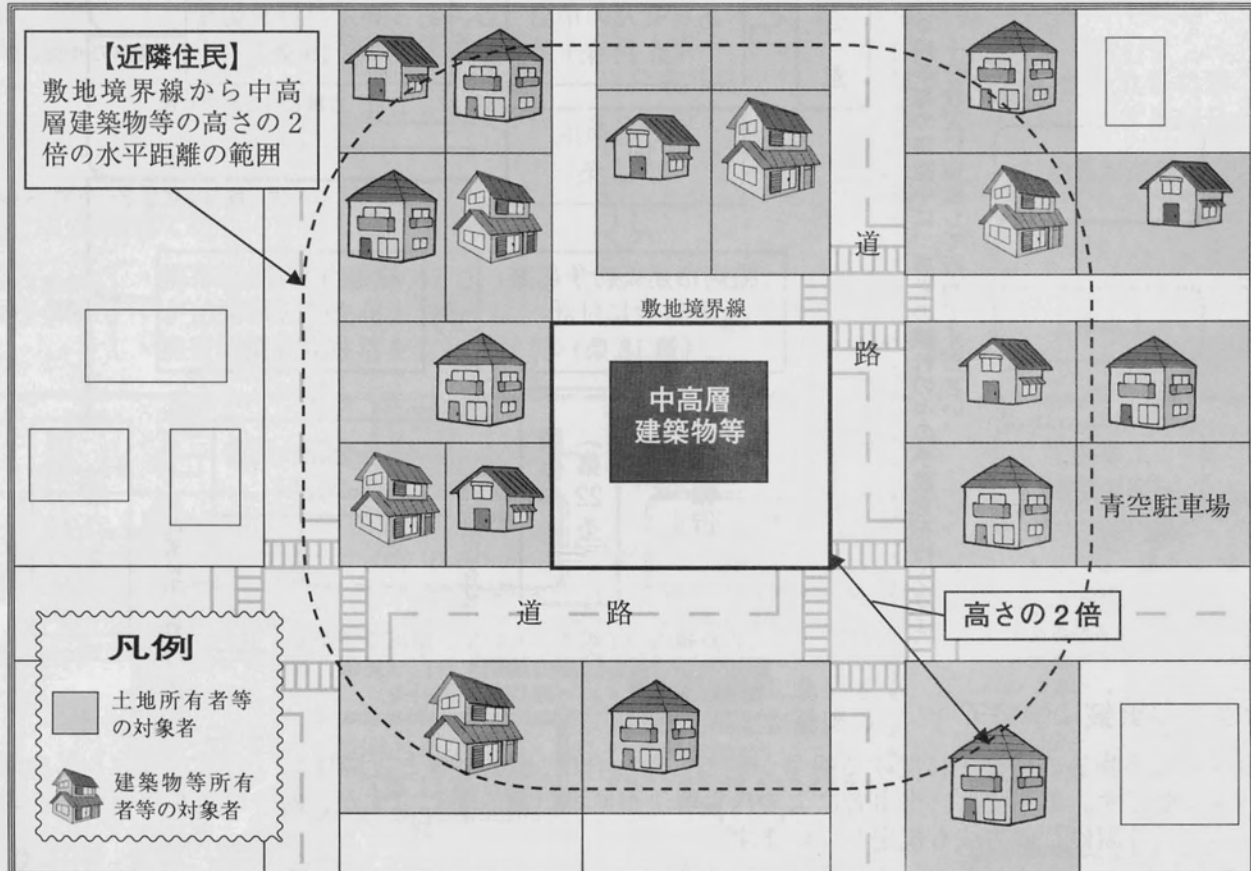 【近隣住民】
敷地境界線から中高
層建築物等の高さの2
倍の水平距離の範囲
道
路
敷地境界線
中高層
建築物等
青空駐車場
道 路
高さの2倍
凡例
土地所有者等
の対象者
建築物等所有
者等の対象者